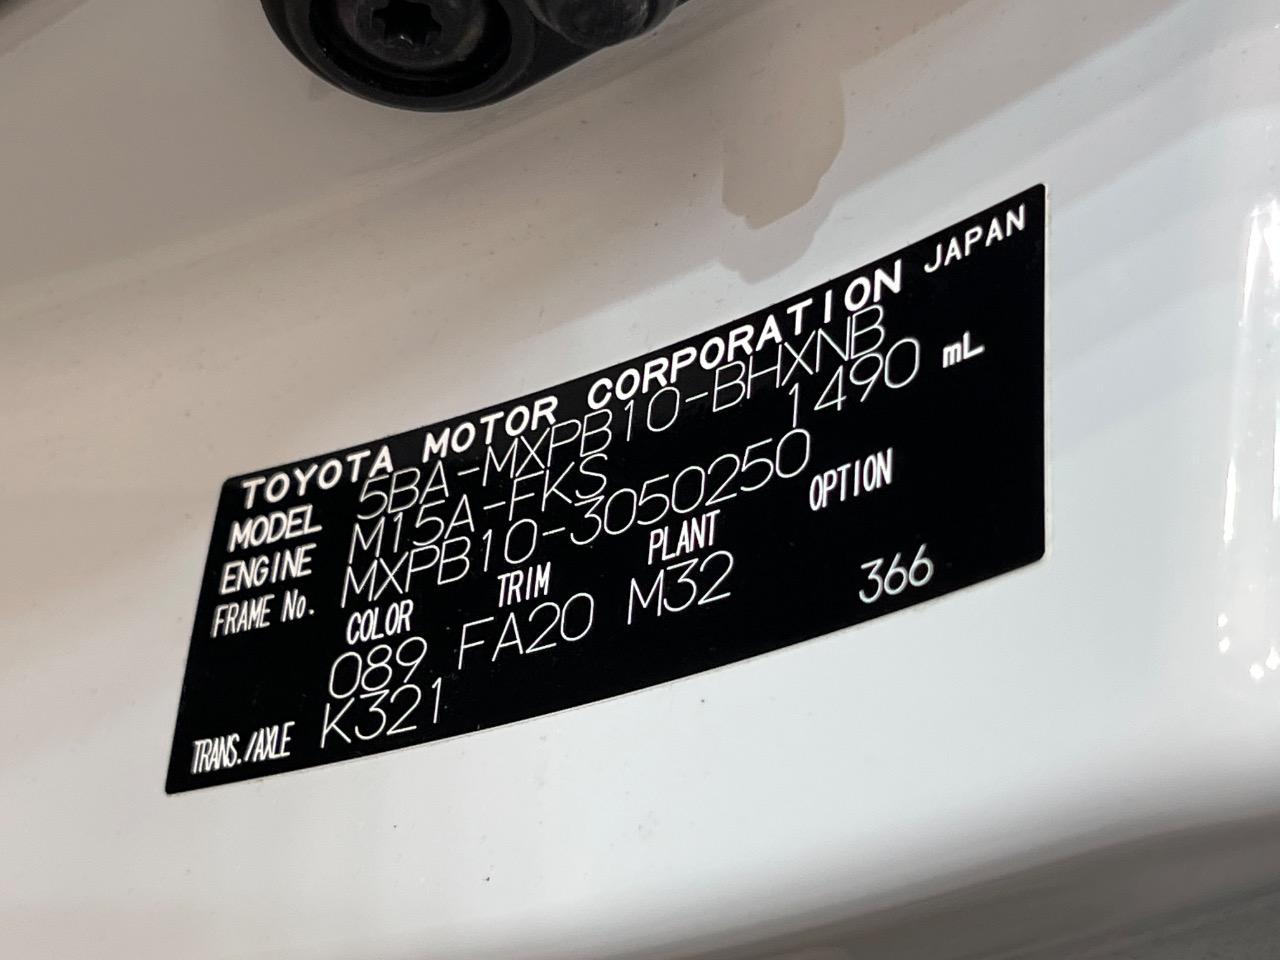 TOYOTA MOTOR CORPORATION JAPAN
MODEL 5BA-MXPB10-BHXNB
ENGINE M15A-FKS 1490 mL
FRAME No. MXPB10-3050250
COLOR TRIM PLANT OPTION
089 FA20 M32 366
TRANS./AXLE K321